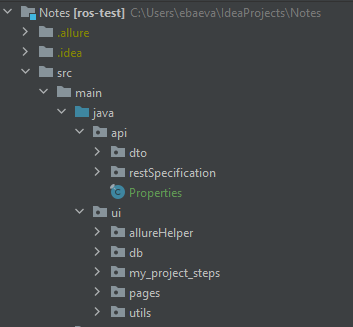 Notes [ros-test] C:\Users\ebaeva\IdeaProjects\Notes
.allure
.idea
src
main
java
api
dto
restSpecification
Properties
ui
allureHelper
db
my_project_steps
pages
utils